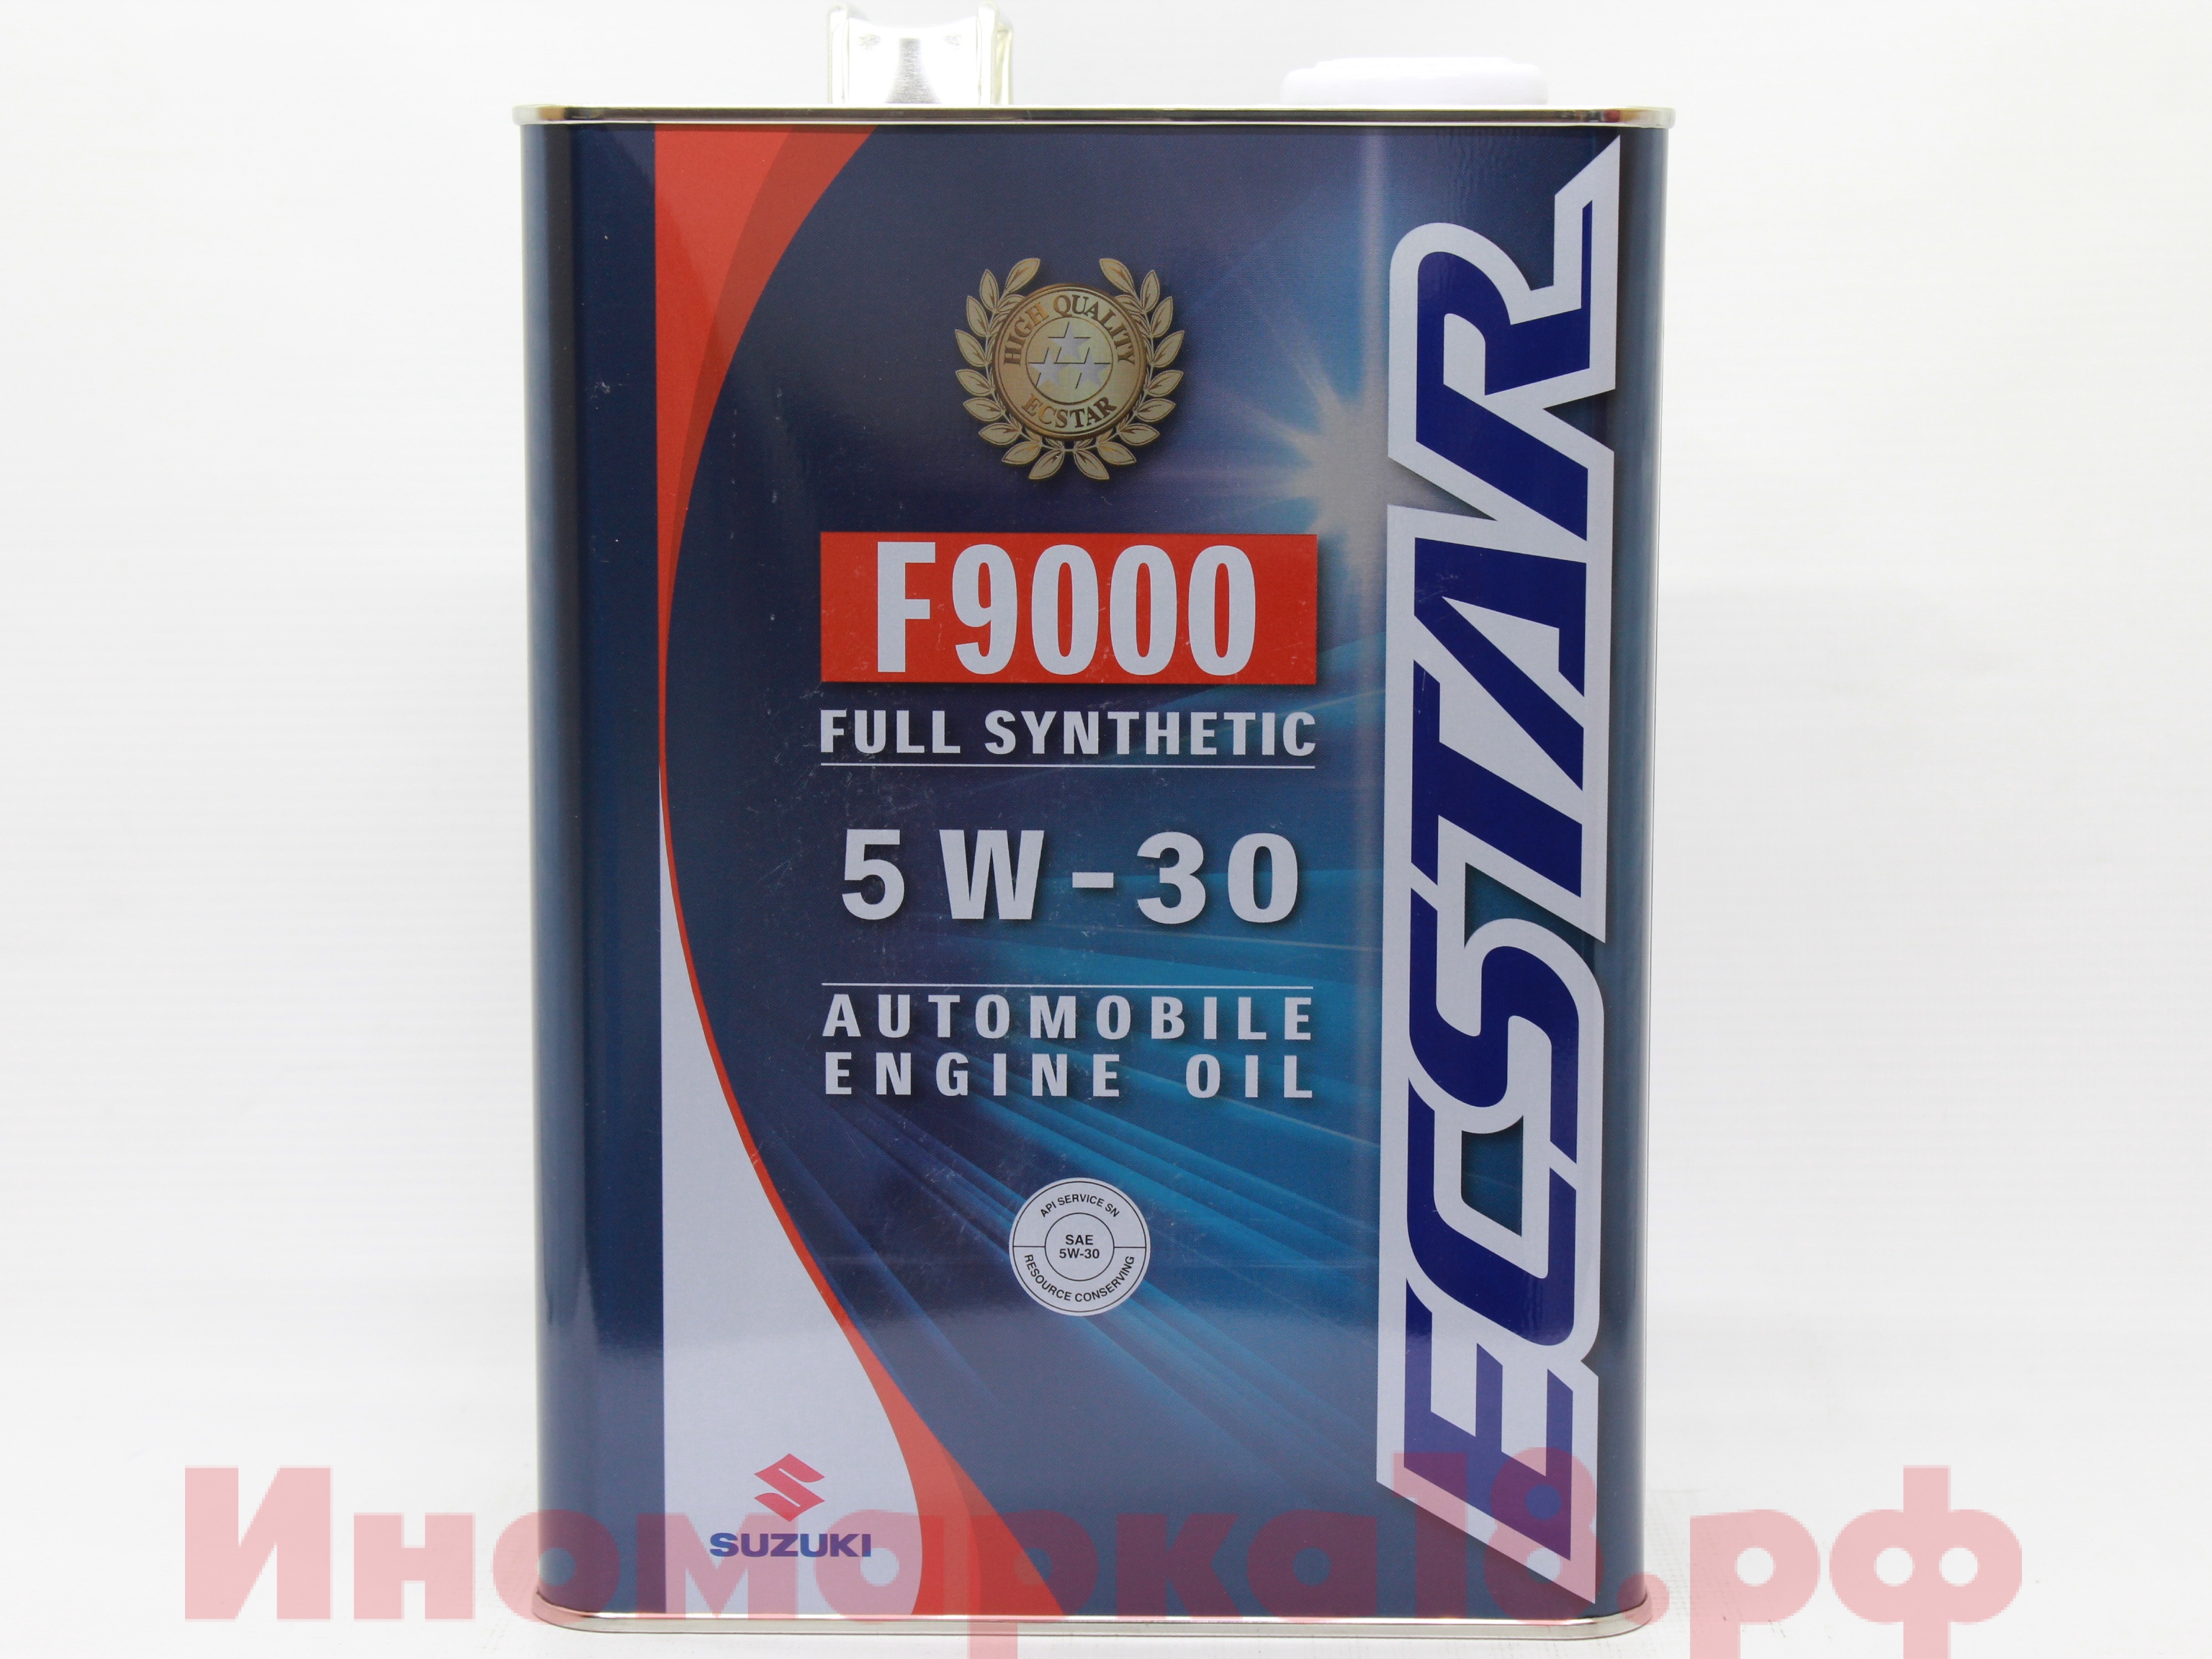 HIGH QUALITY
ECSTAR
F9000
FULL SYNTHETIC
5W-30
AUTOMOBILE
ENGINE OIL
API SERVICE SN
SAE
5W-30
RESOURCE CONSERVING
SUZUKI
ECSTAR
Иномарка18.рф